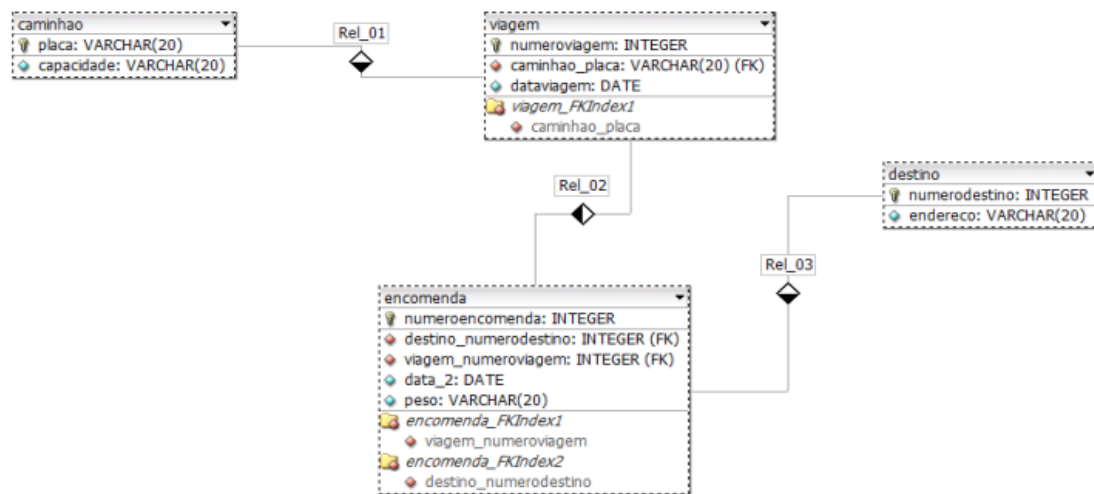 caminhao
placa: VARCHAR(20)
capacidade: VARCHAR(20)
Rel_01
viagem
numeroviagem: INTEGER
caminhao_placa: VARCHAR(20) (FK)
dataviagem: DATE
viagem_FKIndex1
caminhao_placa
Rel_02
destino
numerodestino: INTEGER
endereco: VARCHAR(20)
Rel_03
encomenda
numeroencomenda: INTEGER
destino_numerodestino: INTEGER (FK)
viagem_numeroviagem: INTEGER (FK)
data_2: DATE
peso: VARCHAR(20)
encomenda_FKIndex1
viagem_numeroviagem
encomenda_FKIndex2
destino_numerodestino